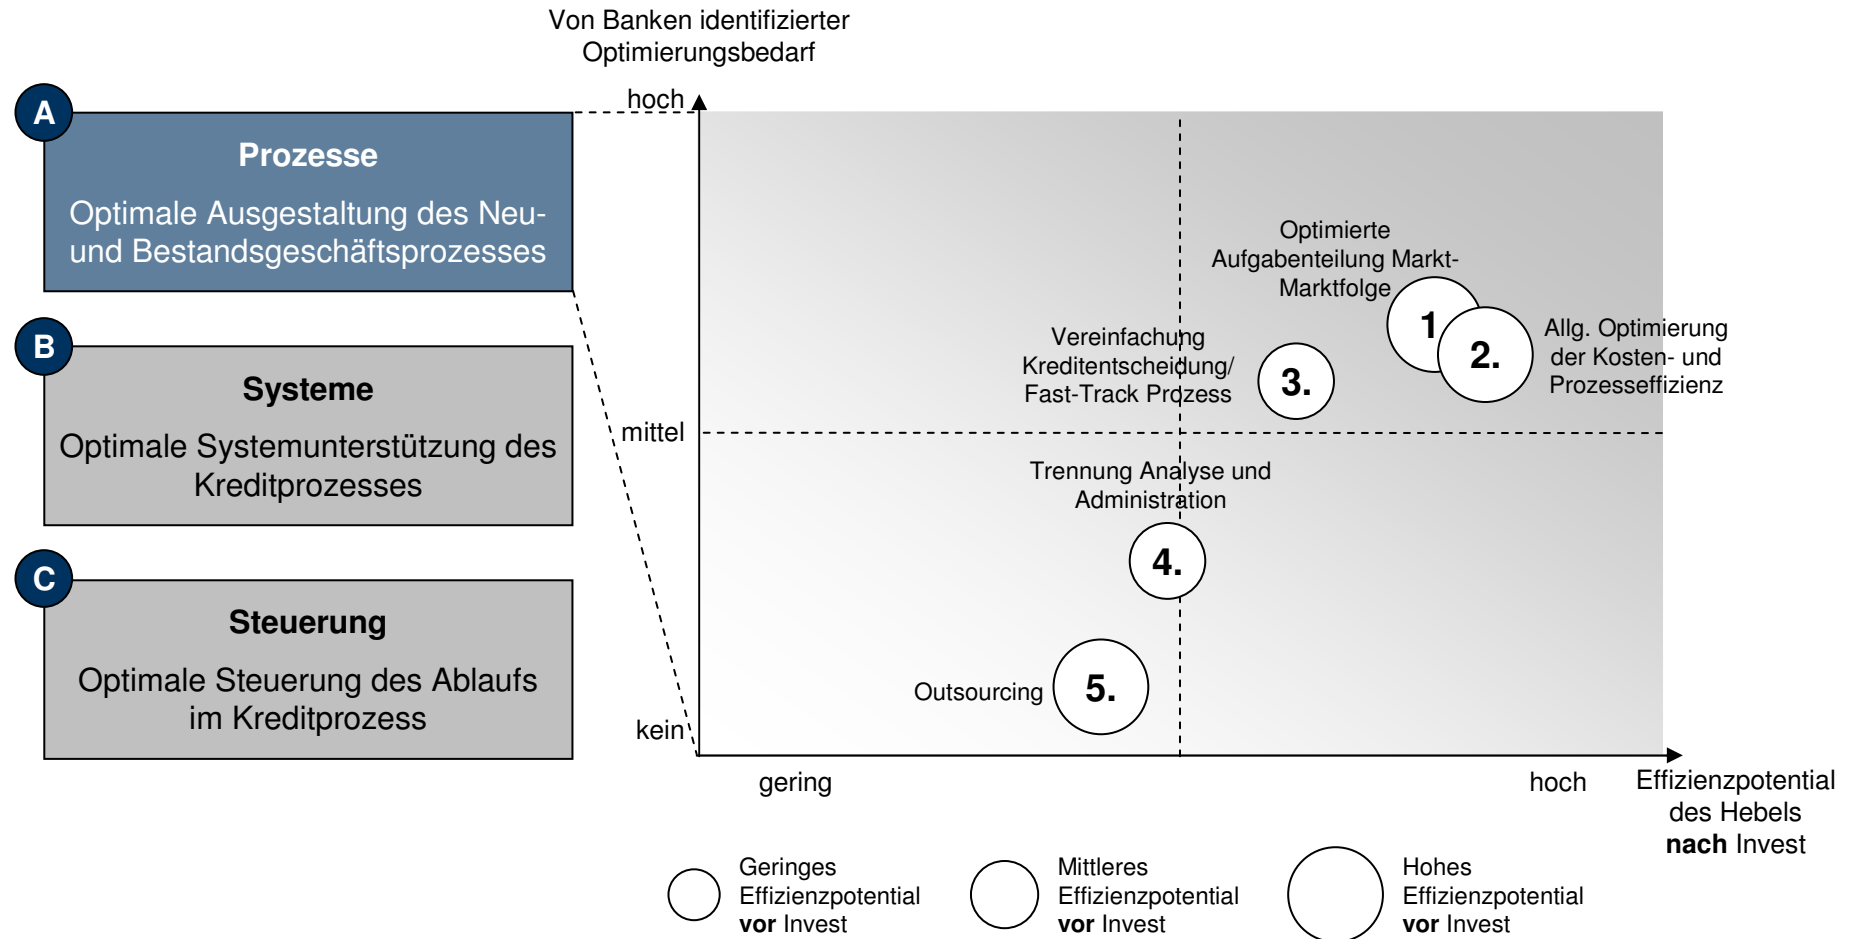 Von Banken identifizierter
Optimierungsbedarf
A
Prozesse
Optimale Ausgestaltung des Neu-
und Bestandsgeschäftsprozesses
B
Systeme
Optimale Systemunterstützung des
Kreditprozesses
C
Steuerung
Optimale Steuerung des Ablaufs
im Kreditprozess
hoch
mittel
kein
Optimierte
Aufgabenteilung Markt-
Marktfolge
1
2.
Allg. Optimierung
der Kosten- und
Prozesseffizienz
Vereinfachung
Kreditentscheidung/
Fast-Track Prozess
3.
Trennung Analyse und
Administration
4.
Outsourcing
5.
gering
hoch
Effizienzpotential
des Hebels
nach Invest
Geringes
Effizienzpotential
vor Invest
Mittleres
Effizienzpotential
vor Invest
Hohes
Effizienzpotential
vor Invest